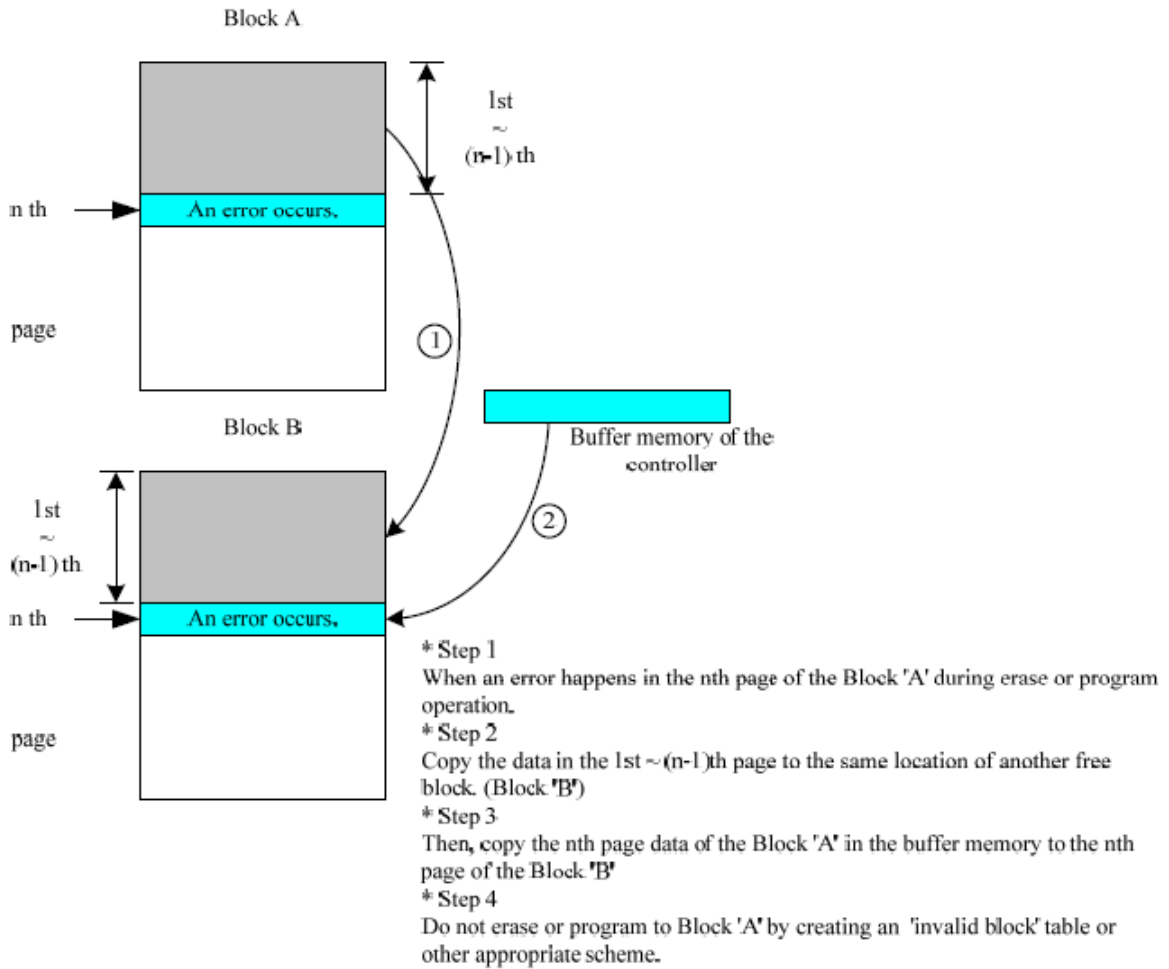 Block A
1st
~
(n-1) th
n th
An error occurs.
page
1
Buffer memory of the
controller
Block B
1st
~
(n-1) th
2
n th
An error occurs.
page
* Step 1
When an error happens in the nth page of the Block 'A' during erase or program
operation.
* Step 2
Copy the data in the 1st ~ (n-1)th page to the same location of another free
block. (Block 'B')
* Step 3
Then, copy the nth page data of the Block 'A' in the buffer memory to the nth
page of the Block 'B'
* Step 4
Do not erase or program to Block 'A' by creating an 'invalid block' table or
other appropriate scheme.